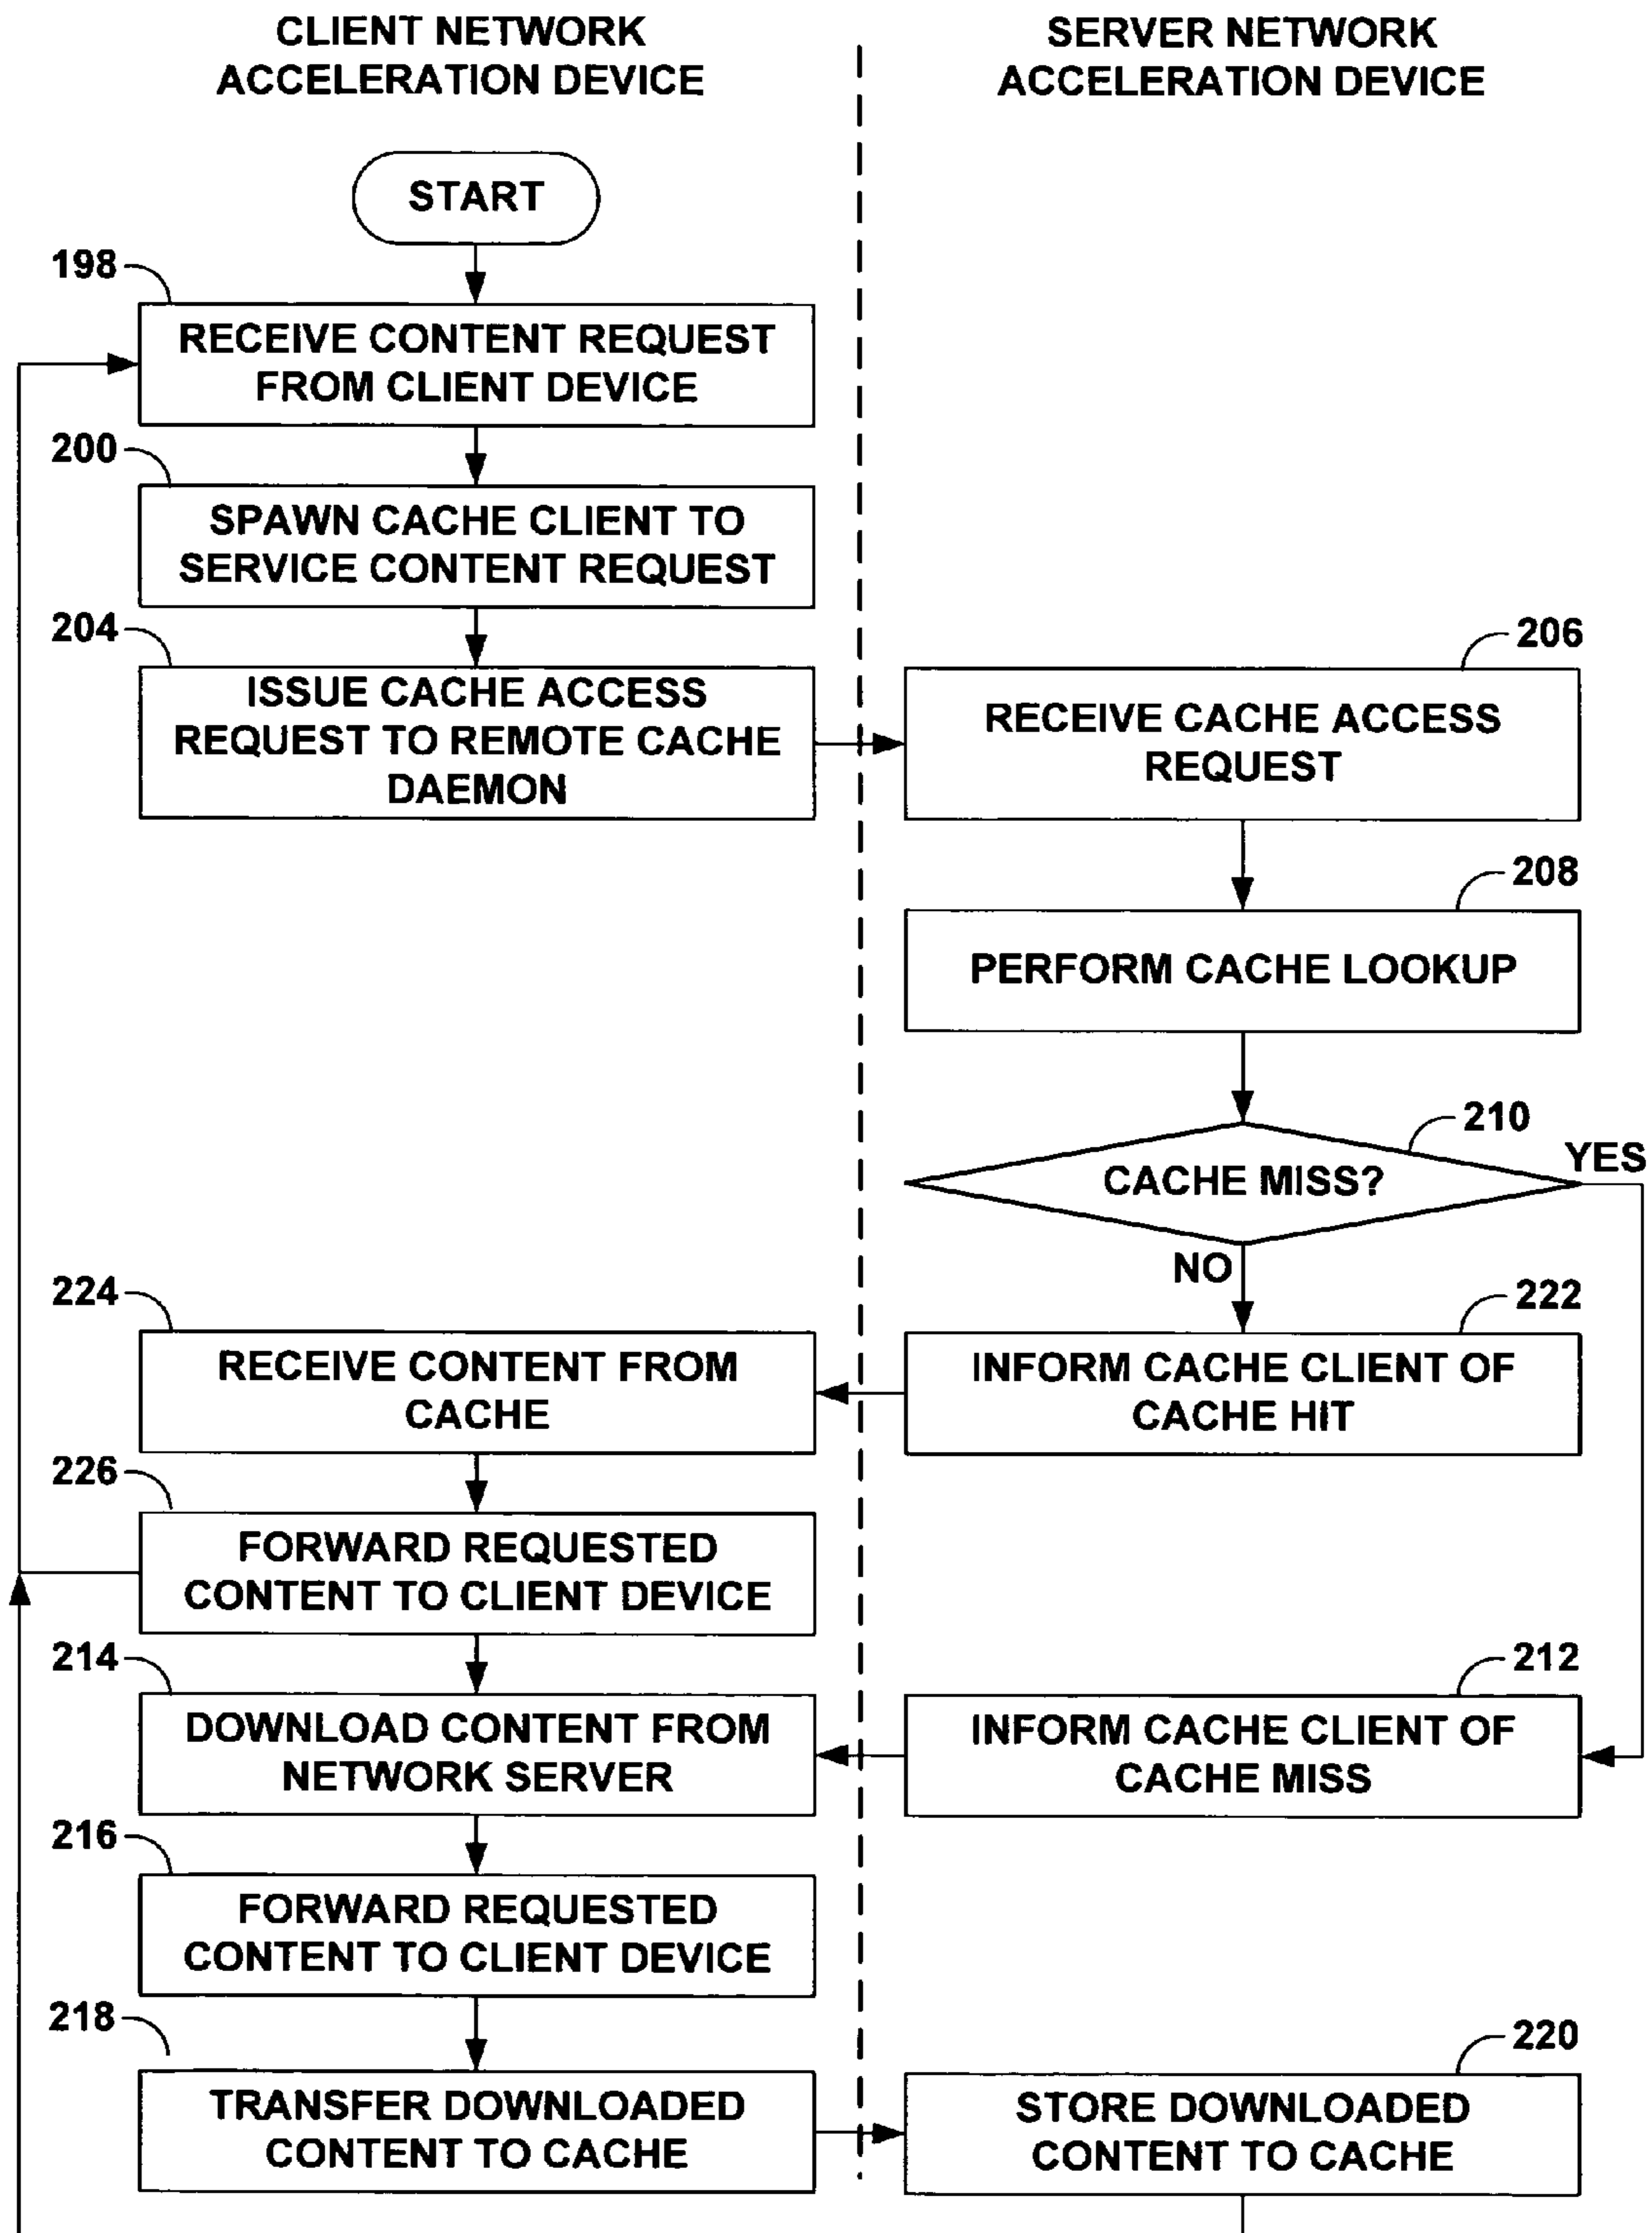 CLIENT NETWORK
ACCELERATION DEVICE
SERVER NETWORK
ACCELERATION DEVICE
START
198
RECEIVE CONTENT REQUEST
FROM CLIENT DEVICE
200
SPAWN CACHE CLIENT TO
SERVICE CONTENT REQUEST
204
ISSUE CACHE ACCESS
REQUEST TO REMOTE CACHE
DAEMON
206
RECEIVE CACHE ACCESS
REQUEST
208
PERFORM CACHE LOOKUP
210
CACHE MISS?
YES
NO
222
INFORM CACHE CLIENT OF
CACHE HIT
224
RECEIVE CONTENT FROM
CACHE
226
FORWARD REQUESTED
CONTENT TO CLIENT DEVICE
212
INFORM CACHE CLIENT OF
CACHE MISS
214
DOWNLOAD CONTENT FROM
NETWORK SERVER
216
FORWARD REQUESTED
CONTENT TO CLIENT DEVICE
218
TRANSFER DOWNLOADED
CONTENT TO CACHE
220
STORE DOWNLOADED
CONTENT TO CACHE